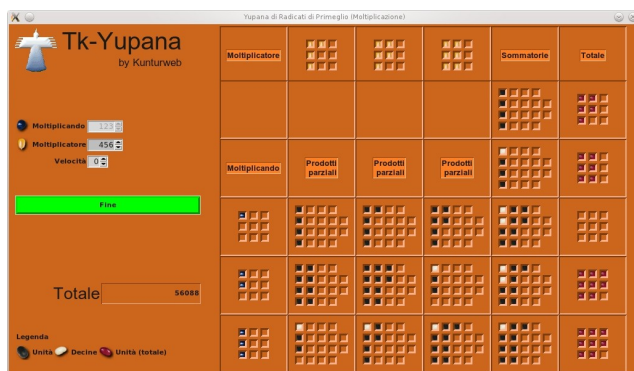 Yupana di Radicati di Primeglio (Moltiplicazione)
Tk-Yupana
by Kunturweb
Moltiplicando 123
Moltiplicatore 456
Velocità 0
Fine
Totale 56088
Legenda
Unità Decine Unità (totale)
Moltiplicatore Sommatorie Totale
Moltiplicando Prodotti parziali Prodotti parziali Prodotti parziali